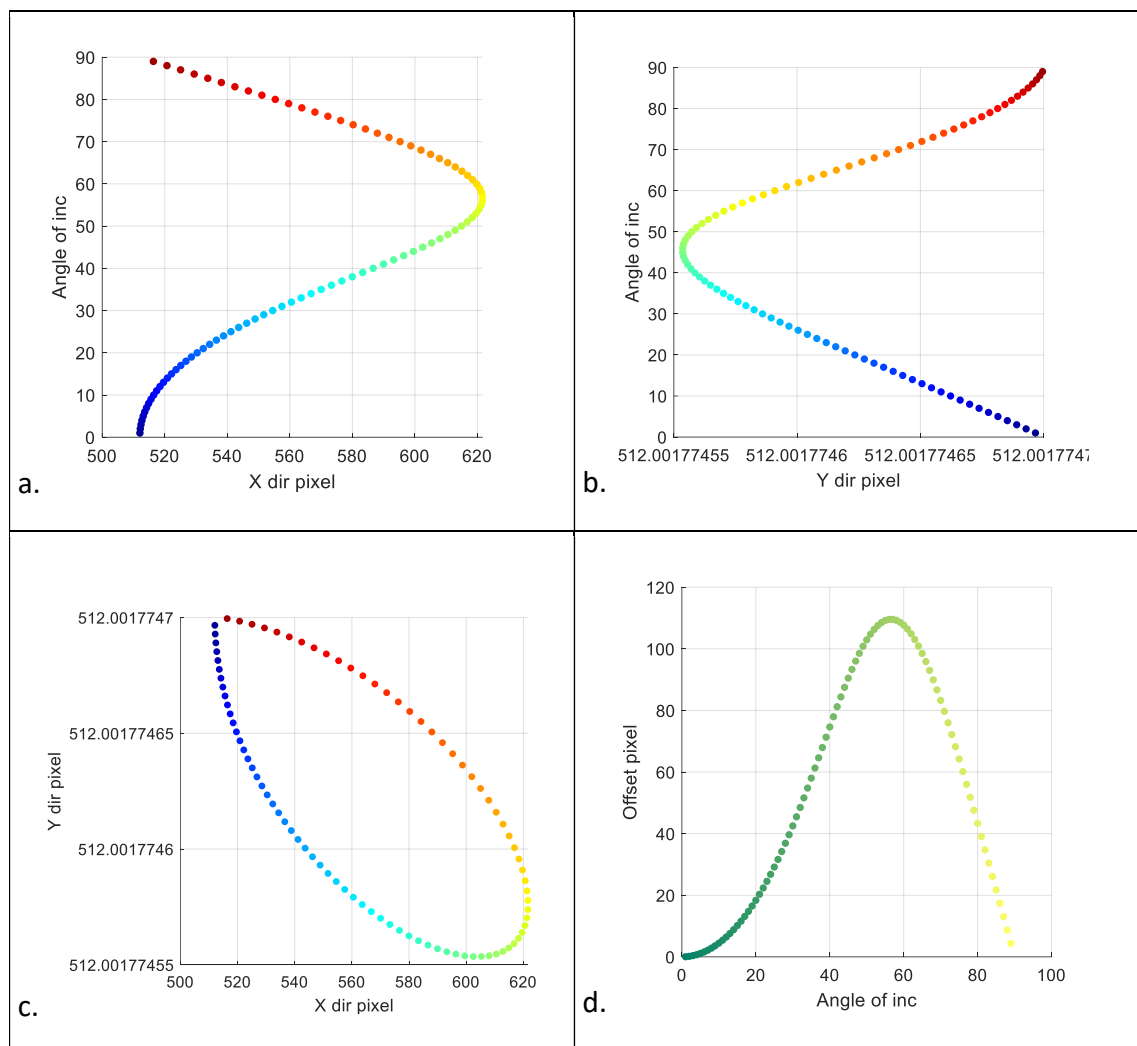 90
80
70
60
50
40
30
20
10
0
500 520 540 560 580 600 620
Angle of inc
X dir pixel
a.
90
80
70
60
50
40
30
20
10
0
512.00177455 512.00177746 512.00177465 512.00177747
Angle of inc
Y dir pixel
b.
512.0017747
512.00177465
512.0017746
512.00177455
500 520 540 560 580 600 620
Y dir pixel
X dir pixel
c.
120
100
80
60
40
20
0
0 20 40 60 80 100
Offset pixel
Angle of inc
d.